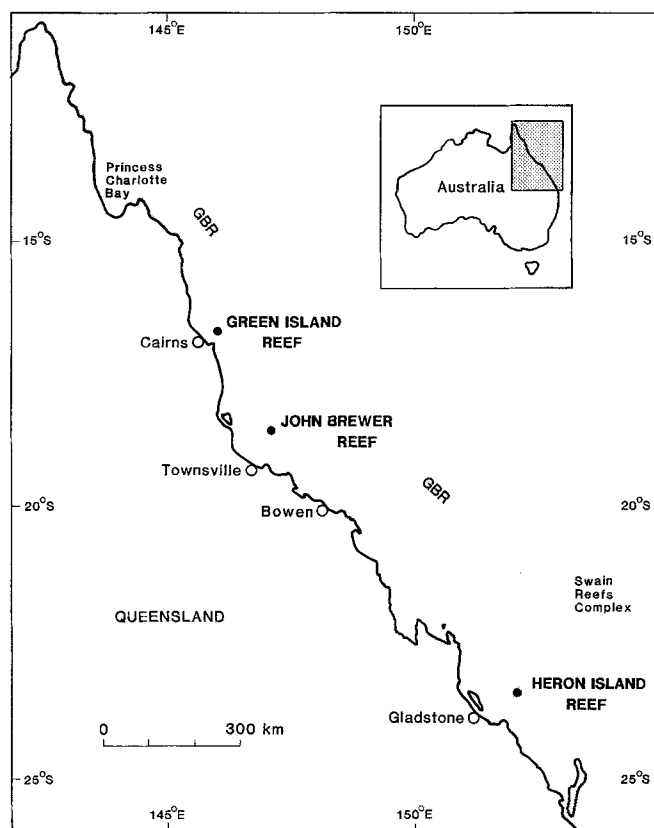 145°E
150°E
Princess
Charlotte
Bay
GBR
Australia
15°S
15°S
GREEN ISLAND
REEF
Cairns
JOHN BREWER
REEF
Townsville
GBR
20°S
Bowen
20°S
Swain
Reefs
Complex
QUEENSLAND
HERON ISLAND
REEF
Gladstone
0 300 km
25°S
25°S
145°E
150°E